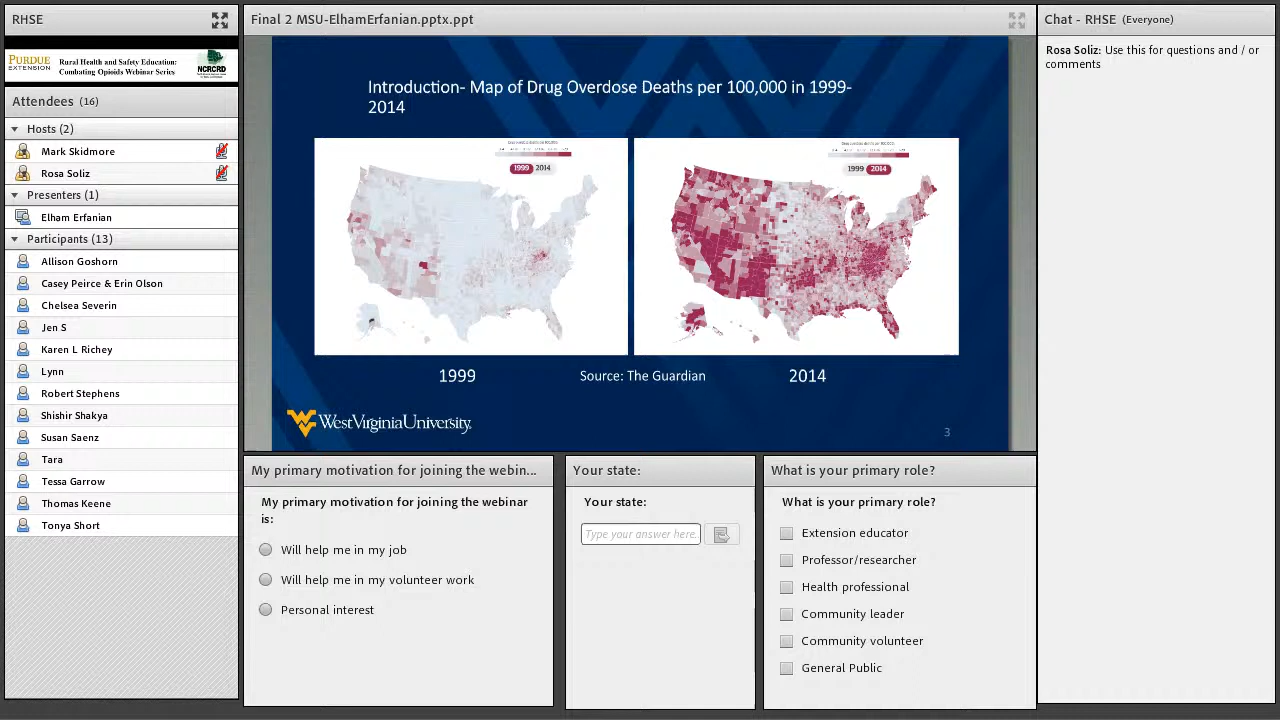 RHSE
PURDUE
EXTENSION
Rural Health and Safety Education:
Combating Opioids Webinar Series
NCRCRD
Attendees (16)
Hosts (2)
Mark Skidmore
Rosa Soliz
Presenters (1)
Elham Erfanian
Participants (13)
Allison Goshorn
Casey Peirce & Erin Olson
Chelsea Severin
Jen S
Karen L Richey
Lynn
Robert Stephens
Shishir Shakya
Susan Saenz
Tara
Tessa Garrow
Thomas Keene
Tonya Short
Final 2 MSU-ElhamErfanian.pptx.ppt
Introduction- Map of Drug Overdose Deaths per 100,000 in 1999-
2014
1999 2014
1999 2014
1999
Source: The Guardian
2014
WestVirginiaUniversity.
3
My primary motivation for joining the webin...
My primary motivation for joining the webinar
is:
Will help me in my job
Will help me in my volunteer work
Personal interest
Your state:
Your state:
Type your answer here..
What is your primary role?
What is your primary role?
Extension educator
Professor/researcher
Health professional
Community leader
Community volunteer
General Public
Chat - RHSE (Everyone)
Rosa Soliz: Use this for questions and / or
comments